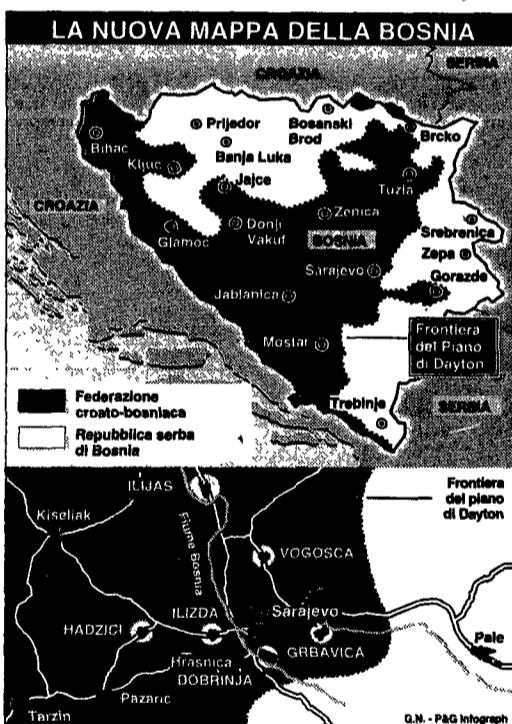 LA NUOVA MAPPA DELLA BOSNIA
CROAZIA
SERBIA
Prijedor
Bosanski
Brod
Brcko
Bihac
Banja Luka
Kljuc
Jajce
Tuzla
CROAZIA
Donji
Vakuf
Zenica
Srebrenica
Glamoc
BOSNIA
Zepa
Sarajevo
Gorazde
Jablanica
Mostar
Frontiera
del Piano
di Dayton
Federazione
croato-bosniaca
Trebinje
SERBIA
Repubblica serba
di Bosnia
ILIJAS
Frontiera
del piano
di Dayton
Kiseliak
Fiume Bosnia
VOGOSCA
ILIZDA
Sarajevo
HADZICI
GRBAVICA
Pale
Hrasnica
DOBRINJA
Pazaric
Tarzin
G.N. - P&G Infograph